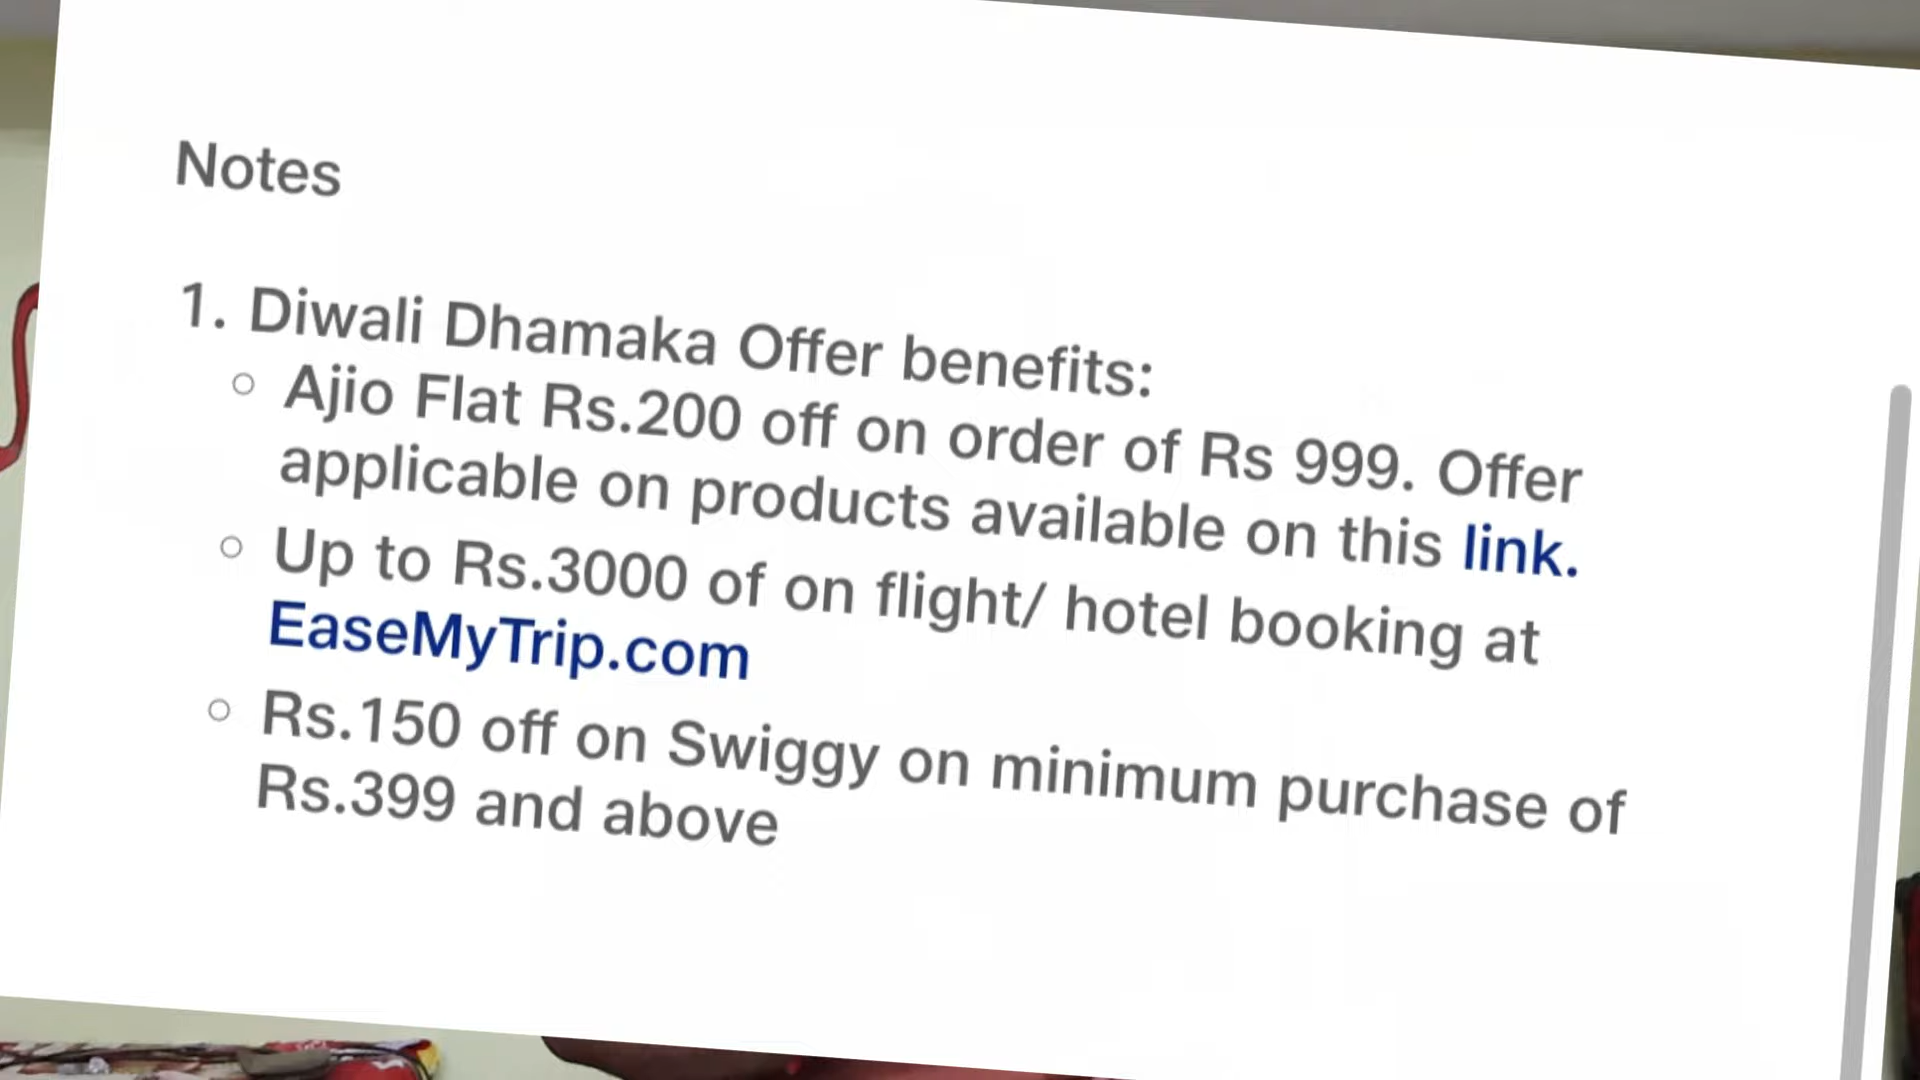 Notes
1. Diwali Dhamaka Offer benefits:
○ Ajio Flat Rs.200 off on order of Rs 999. Offer
applicable on products available on this link.
○ Up to Rs.3000 of on flight/ hotel booking at
EaseMyTrip.com
○ Rs.150 off on Swiggy on minimum purchase of
Rs.399 and above